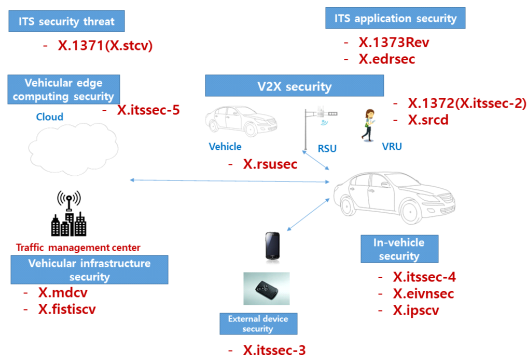 ITS security threat
- X.1371(X.stcv)
ITS application security
- X.1373Rev
- X.edrsec
Vehicular edge
computing security
- X.itssec-5
Cloud
V2X security
- X.1372(X.itssec-2)
- X.srcd
Vehicle
RSU
VRU
- X.rsusec
Traffic management center
Vehicular infrastructure
security
- X.mdcv
- X.fistiscv
In-vehicle
security
- X.itssec-4
- X.eivnsec
- X.ipscv
External device
security
- X.itssec-3